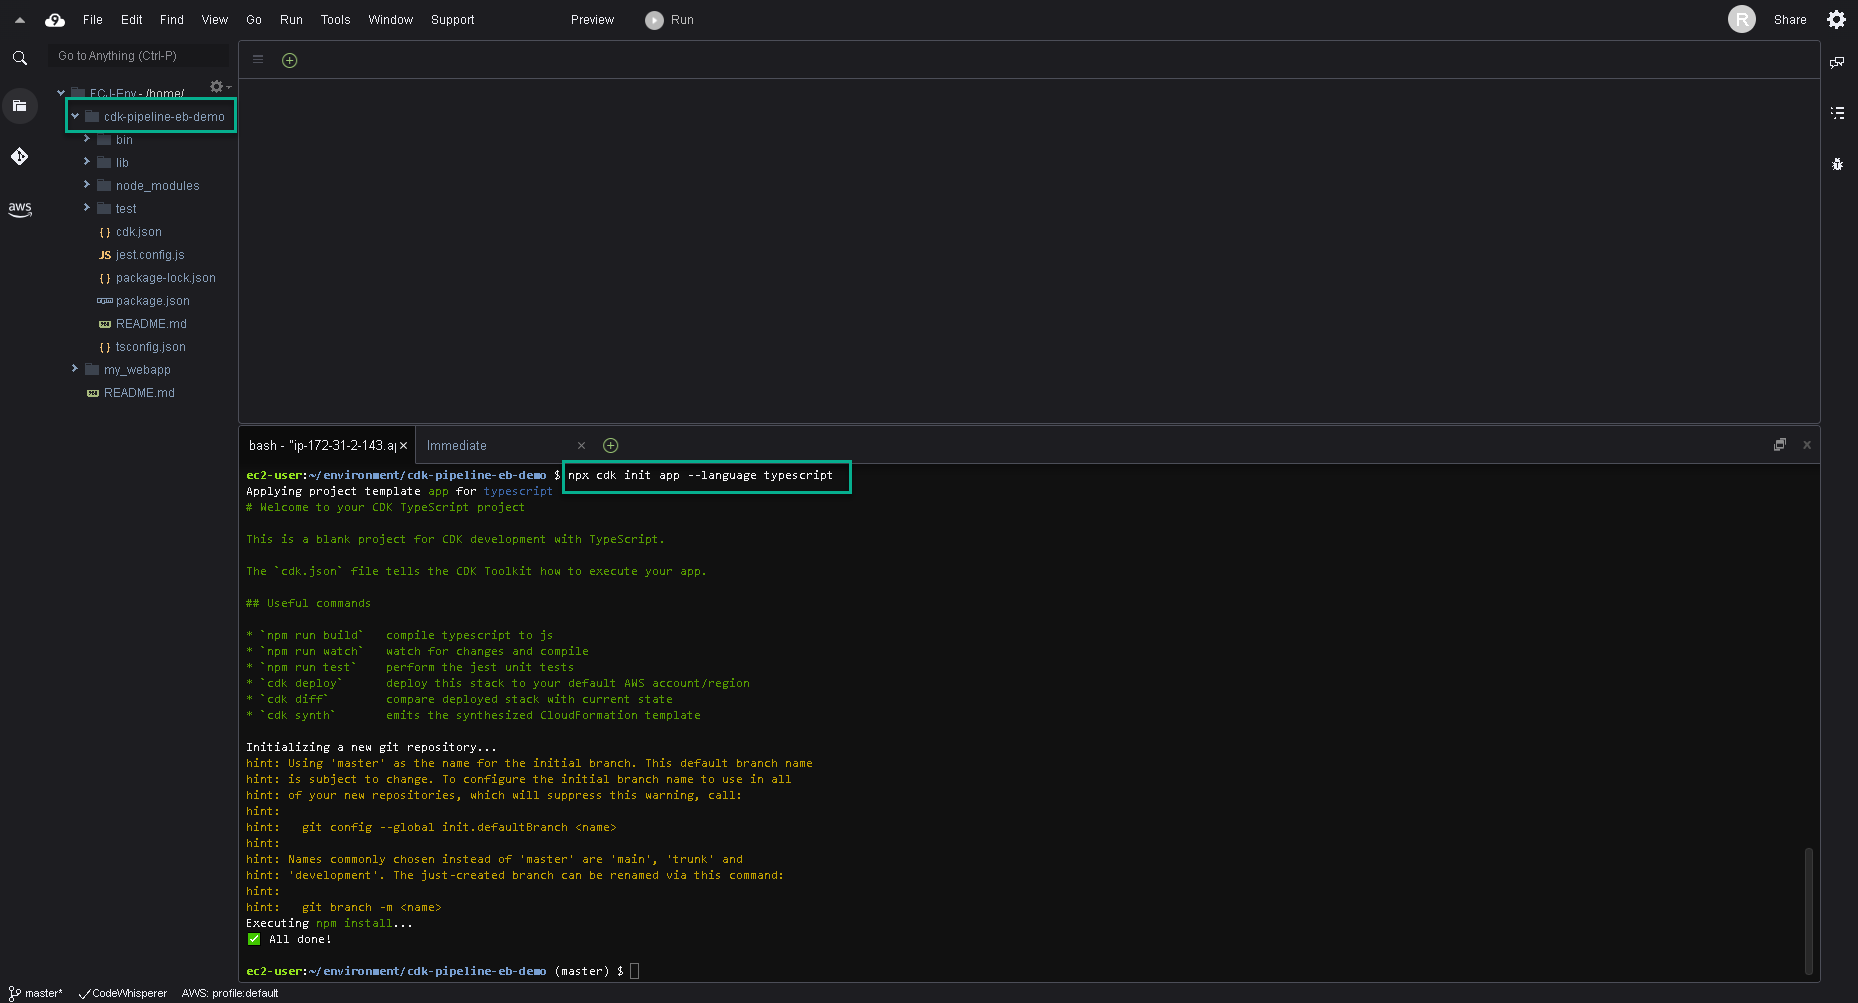 File Edit Find View Go Run Tools Window Support Preview Run R Share
Go to Anything (Ctrl-P)
ECJ-Env - /home/
cdk-pipeline-eb-demo
bin
lib
node_modules
test
{} cdk.json
JS jest.config.js
{} package-lock.json
package.json
README.md
{} tsconfig.json
my_webapp
README.md
aws
bash - "ip-172-31-2-143.ap × Immediate ×
ec2-user:~/environment/cdk-pipeline-eb-demo $ npx cdk init app --language typescript
Applying project template app for typescript
# Welcome to your CDK TypeScript project
This is a blank project for CDK development with TypeScript.
The `cdk.json` file tells the CDK Toolkit how to execute your app.
## Useful commands
* `npm run build`   compile typescript to js
* `npm run watch`   watch for changes and compile
* `npm run test`    perform the jest unit tests
* `cdk deploy`      deploy this stack to your default AWS account/region
* `cdk diff`        compare deployed stack with current state
* `cdk synth`       emits the synthesized CloudFormation template
Initializing a new git repository...
hint: Using 'master' as the name for the initial branch. This default branch name
hint: is subject to change. To configure the initial branch name to use in all
hint: of your new repositories, which will suppress this warning, call:
hint:
hint:   git config --global init.defaultBranch <name>
hint:
hint: Names commonly chosen instead of 'master' are 'main', 'trunk' and
hint: 'development'. The just-created branch can be renamed via this command:
hint:
hint:   git branch -m <name>
Executing npm install...
✅ All done!
ec2-user:~/environment/cdk-pipeline-eb-demo (master) $
master* ✓CodeWhisperer AWS: profile:default